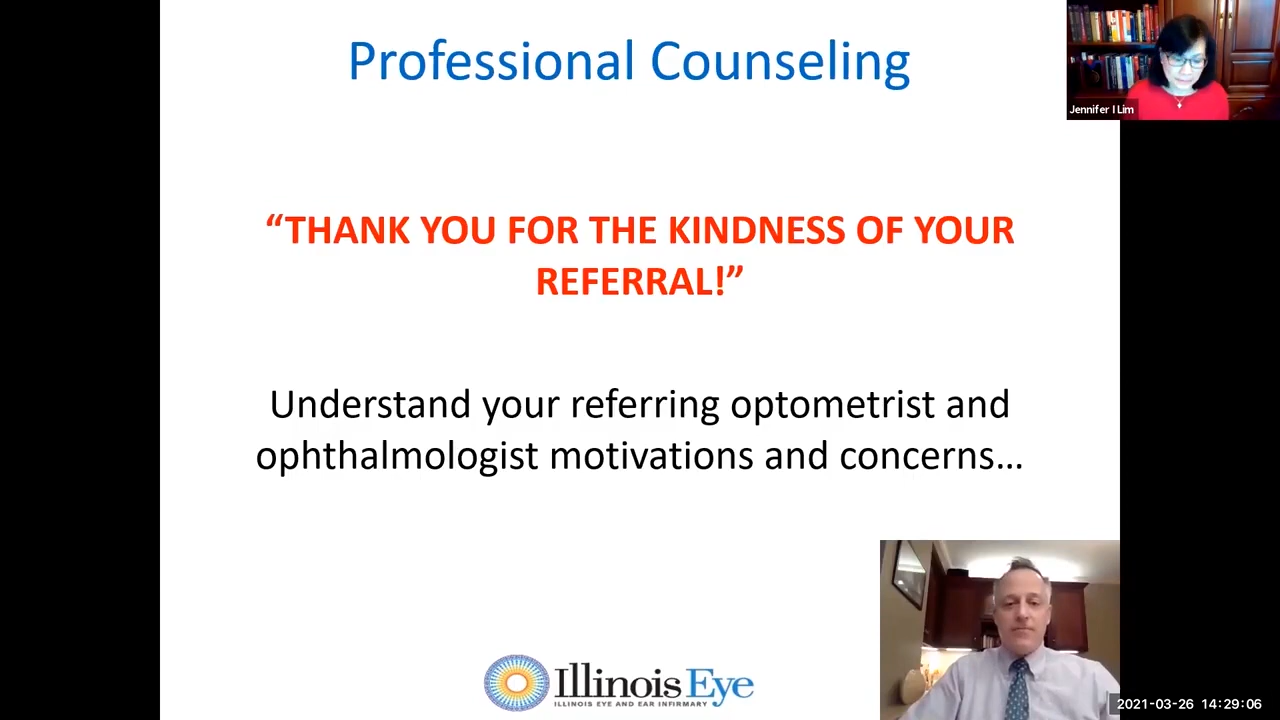 Professional Counseling
Jennifer I Lim
“THANK YOU FOR THE KINDNESS OF YOUR
REFERRAL!”
Understand your referring optometrist and
ophthalmologist motivations and concerns…
Illinois Eye
ILLINOIS EYE AND EAR INFIRMARY
2021-03-26 14:29:06